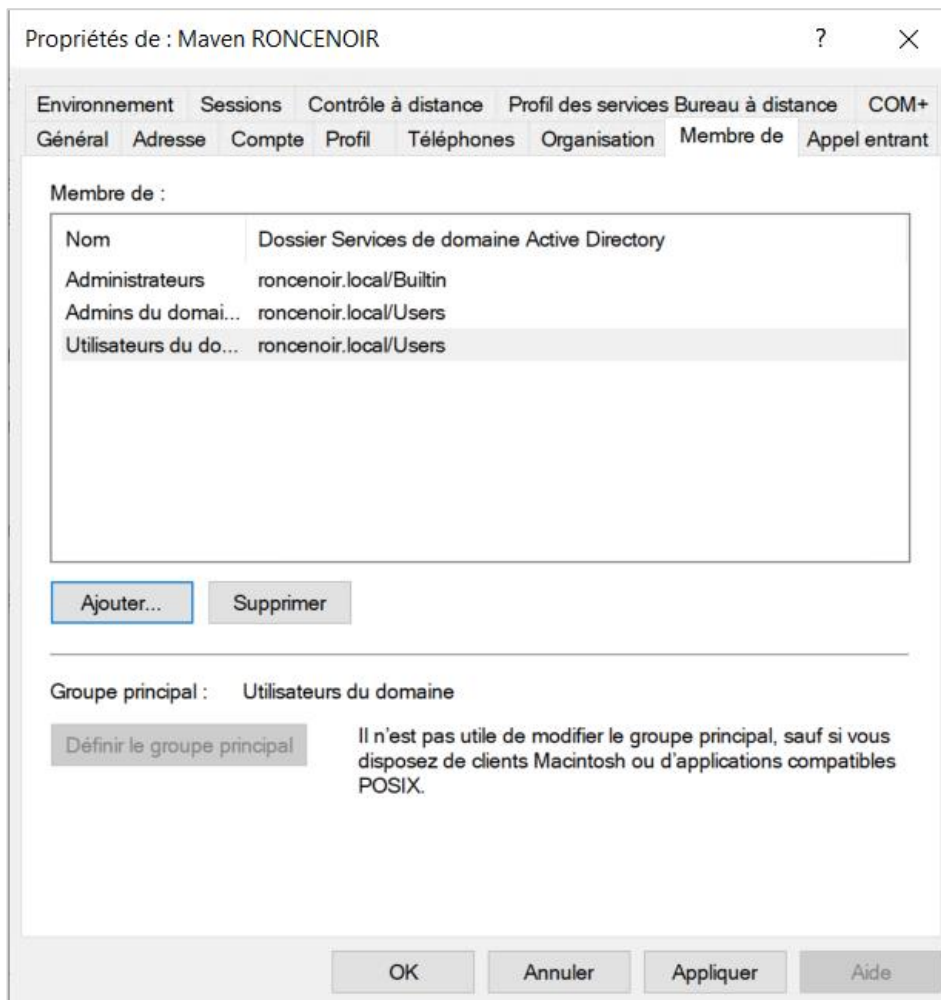 Propriétés de : Maven RONCENOIR ? ×
Environnement Sessions Contrôle à distance Profil des services Bureau à distance COM+
Général Adresse Compte Profil Téléphones Organisation Membre de Appel entrant
Membre de :
Nom Dossier Services de domaine Active Directory
Administrateurs roncenoir.local/Builtin
Admins du domai... roncenoir.local/Users
Utilisateurs du do... roncenoir.local/Users
Ajouter... Supprimer
Groupe principal : Utilisateurs du domaine
Définir le groupe principal
Il n'est pas utile de modifier le groupe principal, sauf si vous
disposez de clients Macintosh ou d'applications compatibles
POSIX.
OK Annuler Appliquer Aide